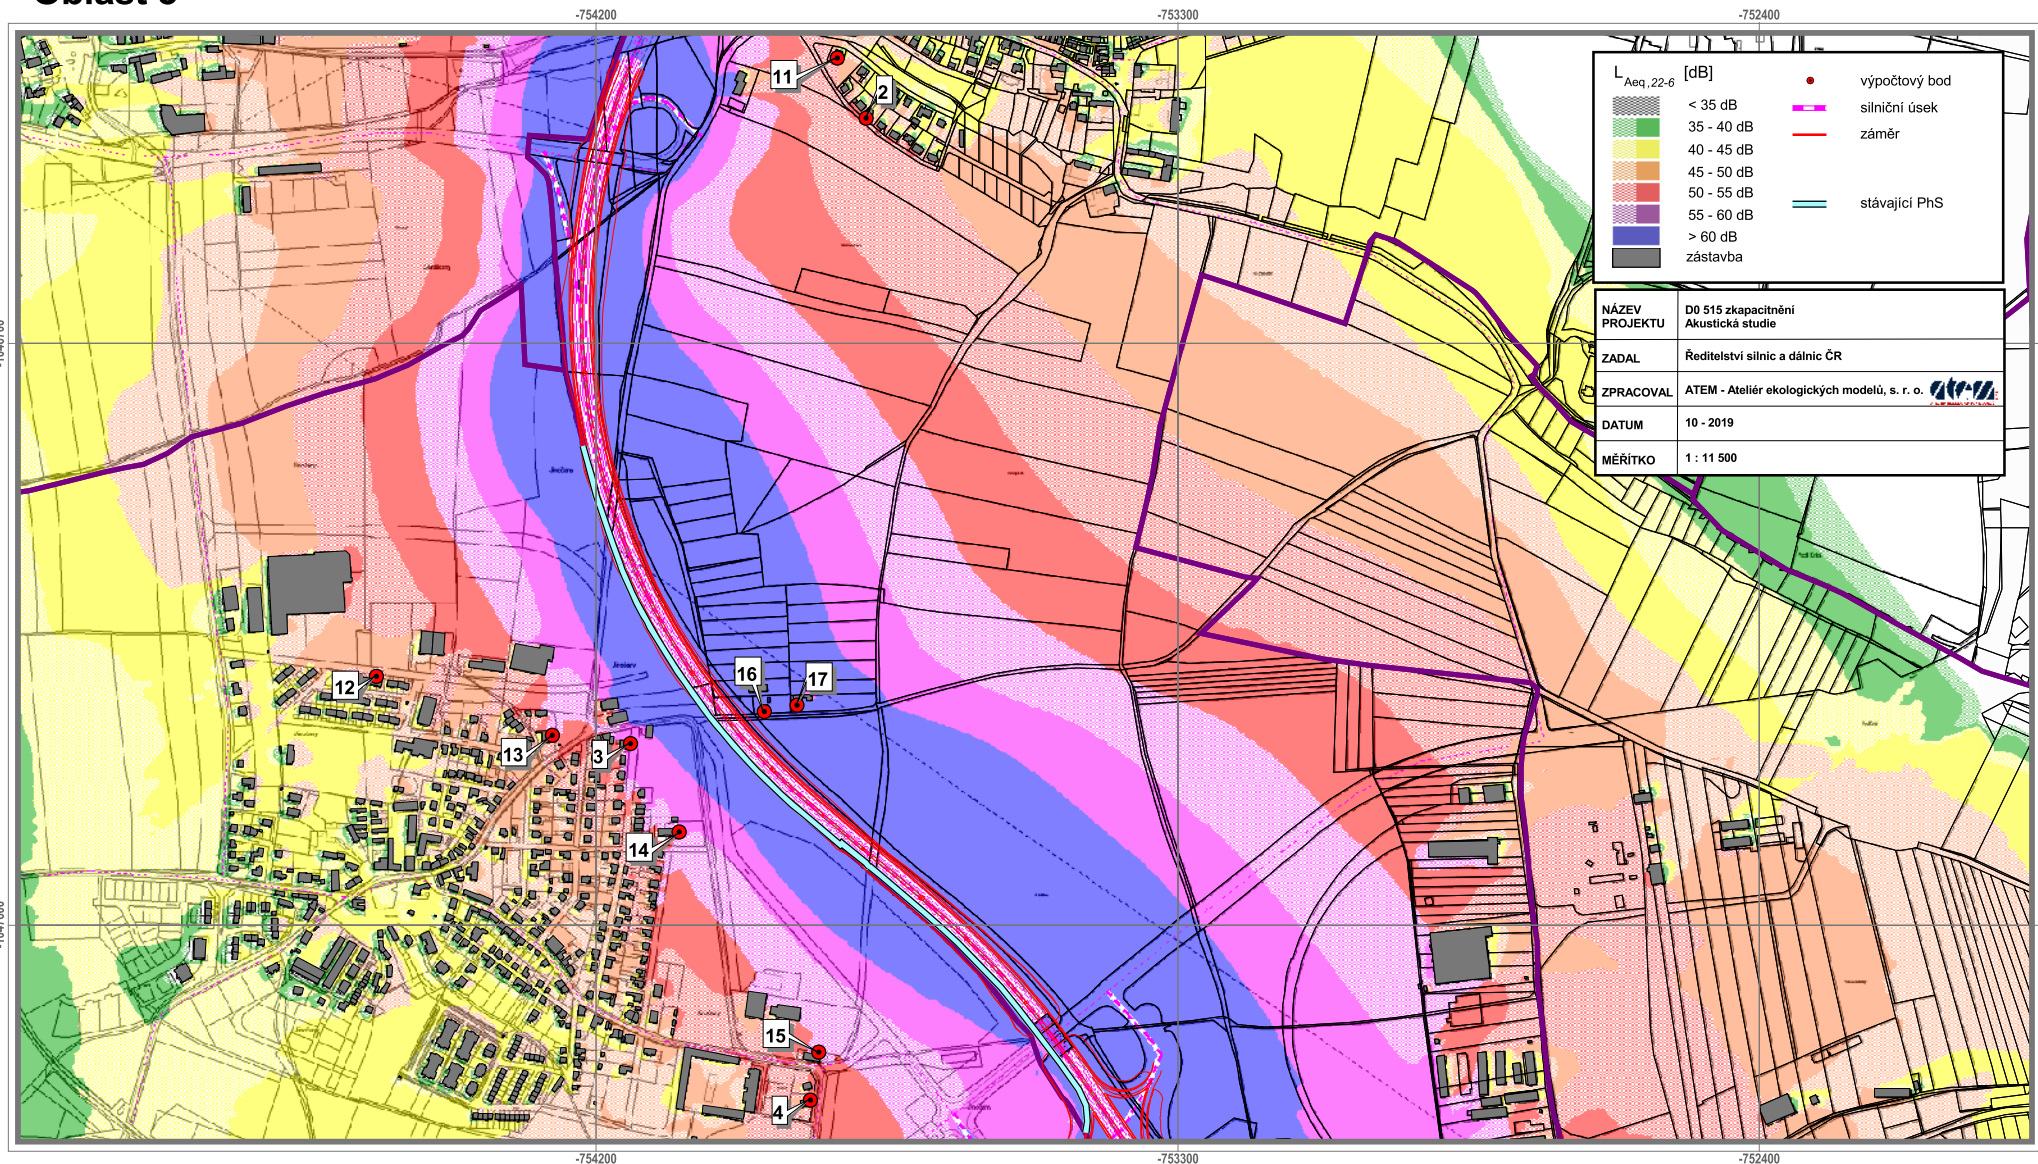 -754200
-753300
-752400
L Aeq,22-6 [dB]
< 35 dB
35 - 40 dB
40 - 45 dB
45 - 50 dB
50 - 55 dB
55 - 60 dB
> 60 dB
zástavba
výpočtový bod
silniční úsek
záměr
stávající PhS
NÁZEV PROJEKTU
D0 515 zkapacitnění
Akustická studie
ZADAL
Ředitelství silnic a dálnic ČR
ZPRACOVAL
ATEM - Ateliér ekologických modelů, s. r. o.
atem
DATUM
10 - 2019
MĚŘÍTKO
1 : 11 500
11
2
12
16
17
13
3
14
15
4
-754200
-753300
-752400